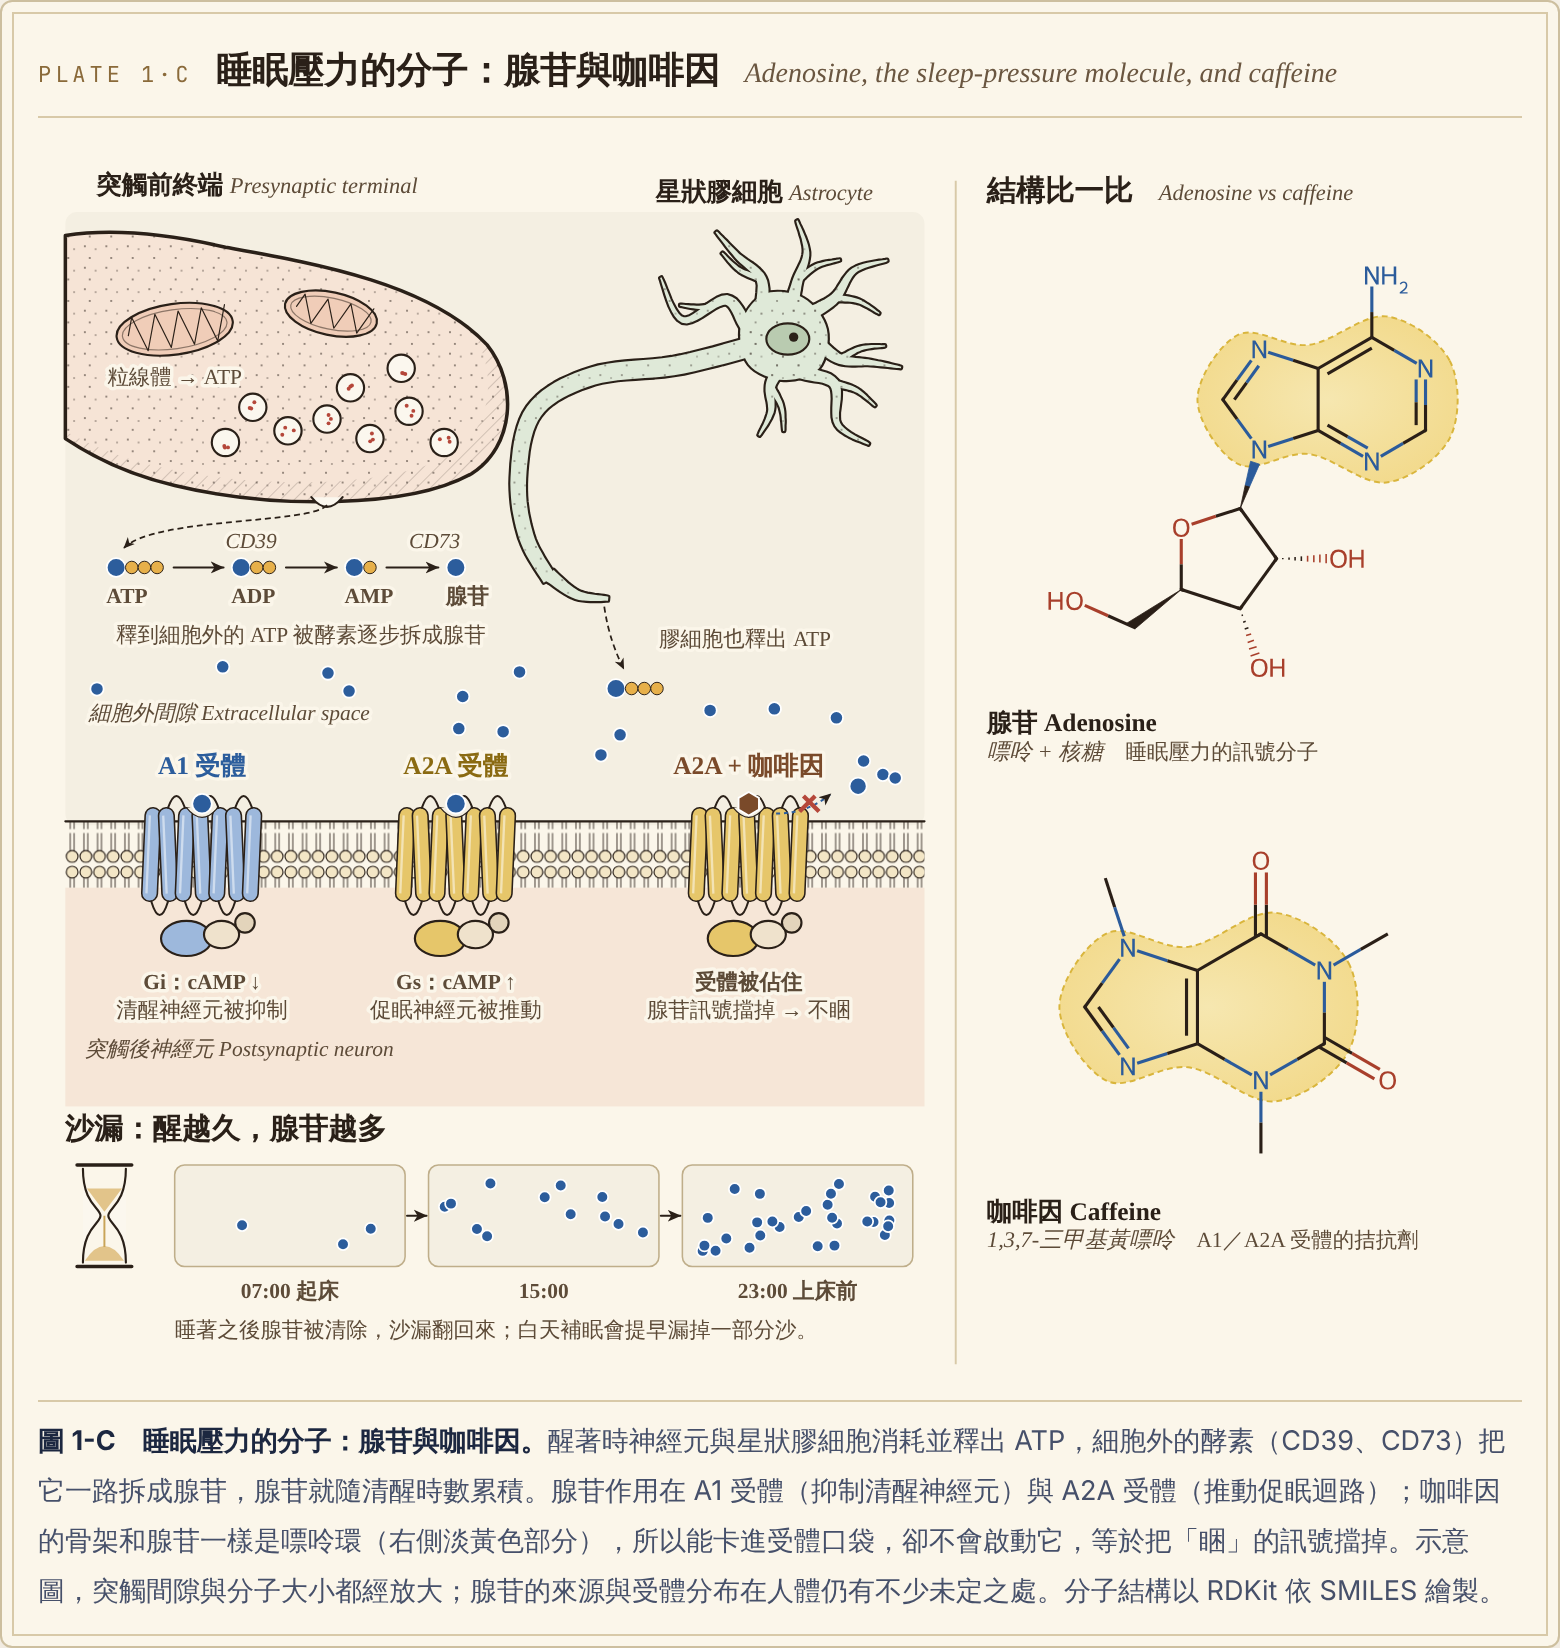 PLATE 1·C 睡眠壓力的分子：腺苷與咖啡因 Adenosine, the sleep-pressure molecule, and caffeine
突觸前終端 Presynaptic terminal
星狀膠細胞 Astrocyte
粒線體 → ATP
CD39
CD73
ATP
ADP
AMP
腺苷
釋到細胞外的 ATP 被酵素逐步拆成腺苷
膠細胞也釋出 ATP
細胞外間隙 Extracellular space
A1 受體
A2A 受體
A2A + 咖啡因
Gi：cAMP ↓
清醒神經元被抑制
Gs：cAMP ↑
促眠神經元被推動
受體被佔住
腺苷訊號擋掉 → 不睏
突觸後神經元 Postsynaptic neuron
沙漏：醒越久，腺苷越多
07:00 起床
15:00
23:00 上床前
睡著之後腺苷被清除，沙漏翻回來；白天補眠會提早漏掉一部分沙。
結構比一比 Adenosine vs caffeine
NH2
N
N
N
N
O
OH
HO
OH
腺苷 Adenosine
嘌呤 + 核糖 睡眠壓力的訊號分子
O
N
N
N
N
O
咖啡因 Caffeine
1,3,7-三甲基黃嘌呤 A1／A2A 受體的拮抗劑
圖 1-C 睡眠壓力的分子：腺苷與咖啡因。醒著時神經元與星狀膠細胞消耗並釋出 ATP，細胞外的酵素（CD39、CD73）把
它一路拆成腺苷，腺苷就隨清醒時數累積。腺苷作用在 A1 受體（抑制清醒神經元）與 A2A 受體（推動促眠迴路）；咖啡因
的骨架和腺苷一樣是嘌呤環（右側淡黃色部分），所以能卡進受體口袋，卻不會啟動它，等於把「睏」的訊號擋掉。示意
圖，突觸間隙與分子大小都經放大；腺苷的來源與受體分布在人體仍有不少未定之處。分子結構以 RDKit 依 SMILES 繪製。